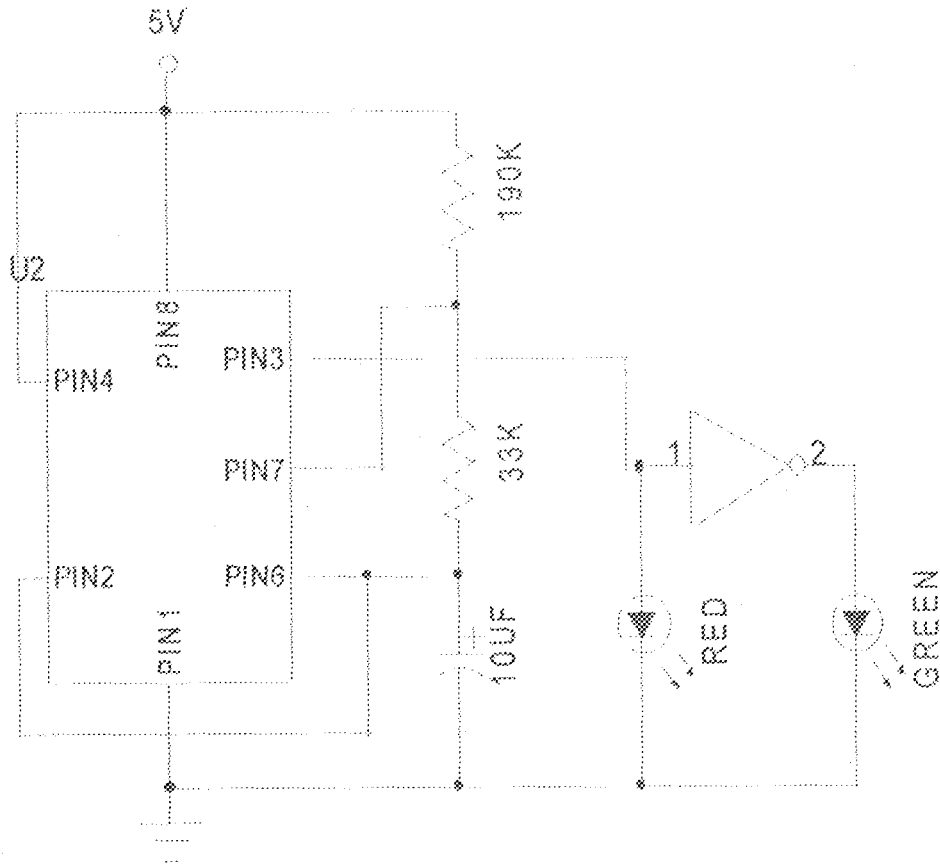 5V
190K
U2
PIN8
PIN3
PIN4
33K
1
2
PIN7
PIN2
PIN6
PIN1
10UF
RED
GREEN